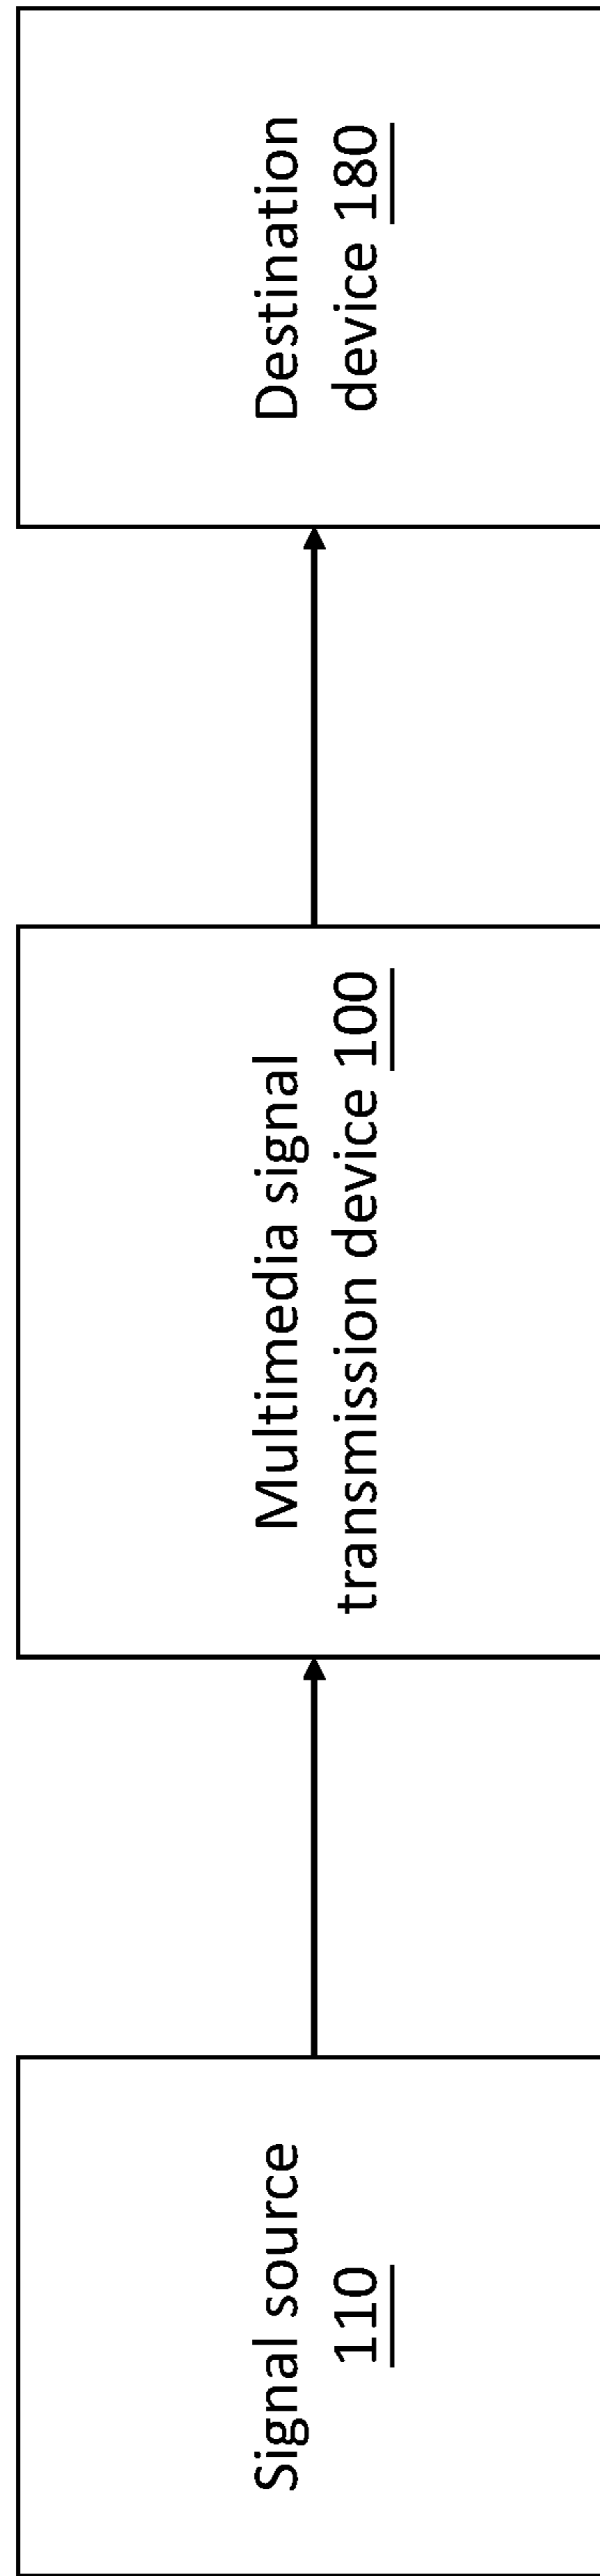 Signal source
110
Multimedia signal
transmission device 100
Destination
device 180